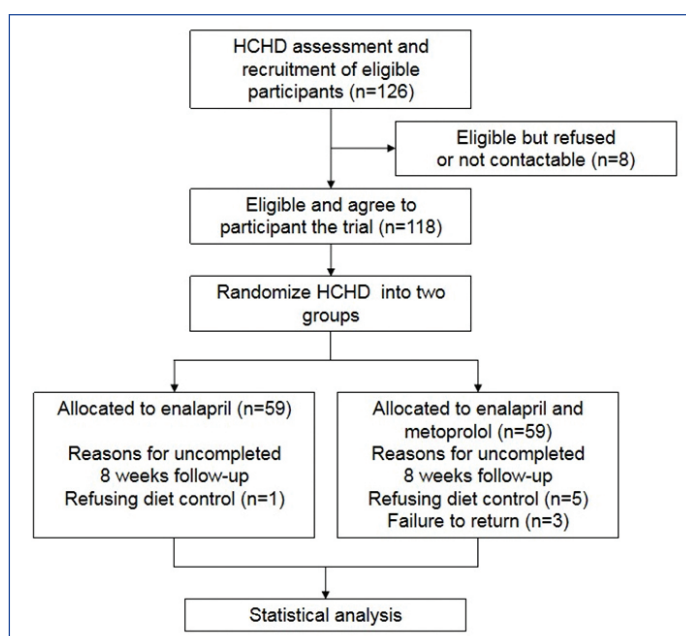 HCHD assessment and
recruitment of eligible
participants (n=126)
Eligible but refused
or not contactable (n=8)
Eligible and agree to
participant the trial (n=118)
Randomize HCHD into two
groups
Allocated to enalapril (n=59)
Reasons for uncompleted
8 weeks follow-up
Refusing diet control (n=1)
Allocated to enalapril and
metoprolol (n=59)
Reasons for uncompleted
8 weeks follow-up
Refusing diet control (n=5)
Failure to return (n=3)
Statistical analysis